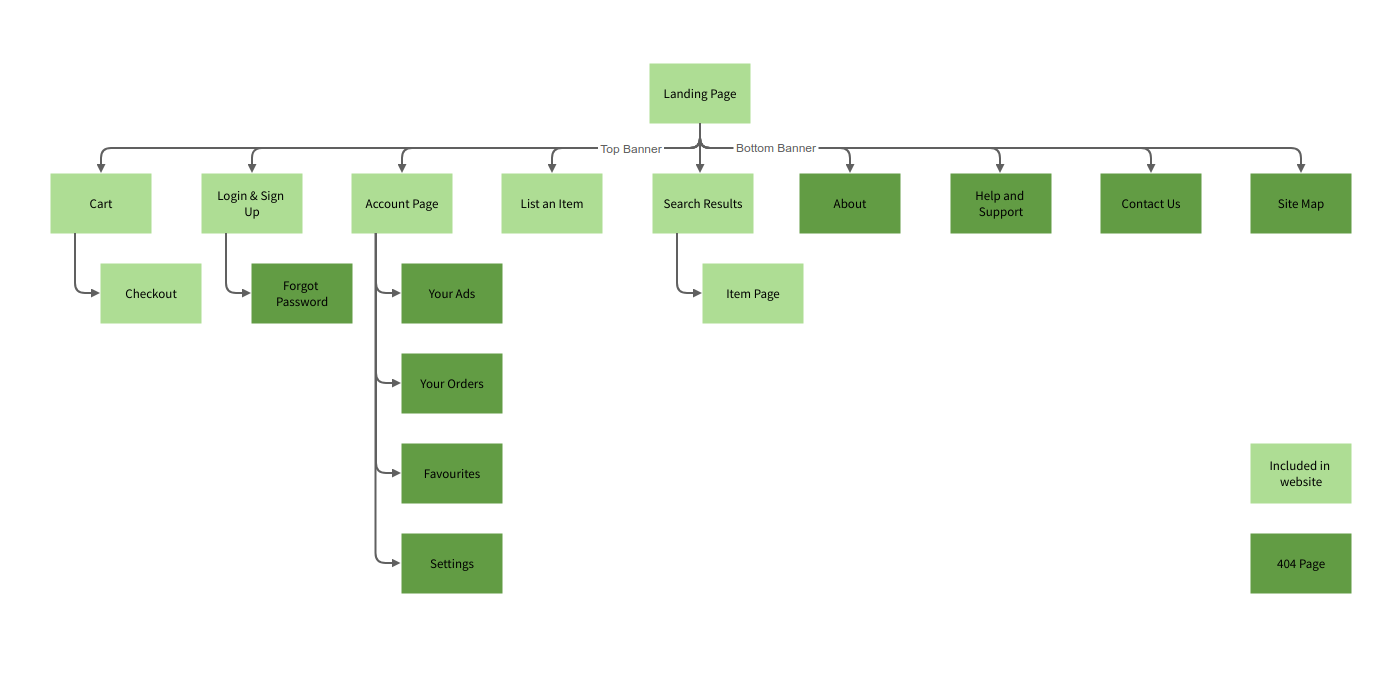 Landing Page
Top Banner
Bottom Banner
Cart
Login & Sign
Up
Account Page
List an Item
Search Results
About
Help and
Support
Contact Us
Site Map
Checkout
Forgot
Password
Your Ads
Item Page
Your Orders
Favourites
Included in
website
Settings
404 Page